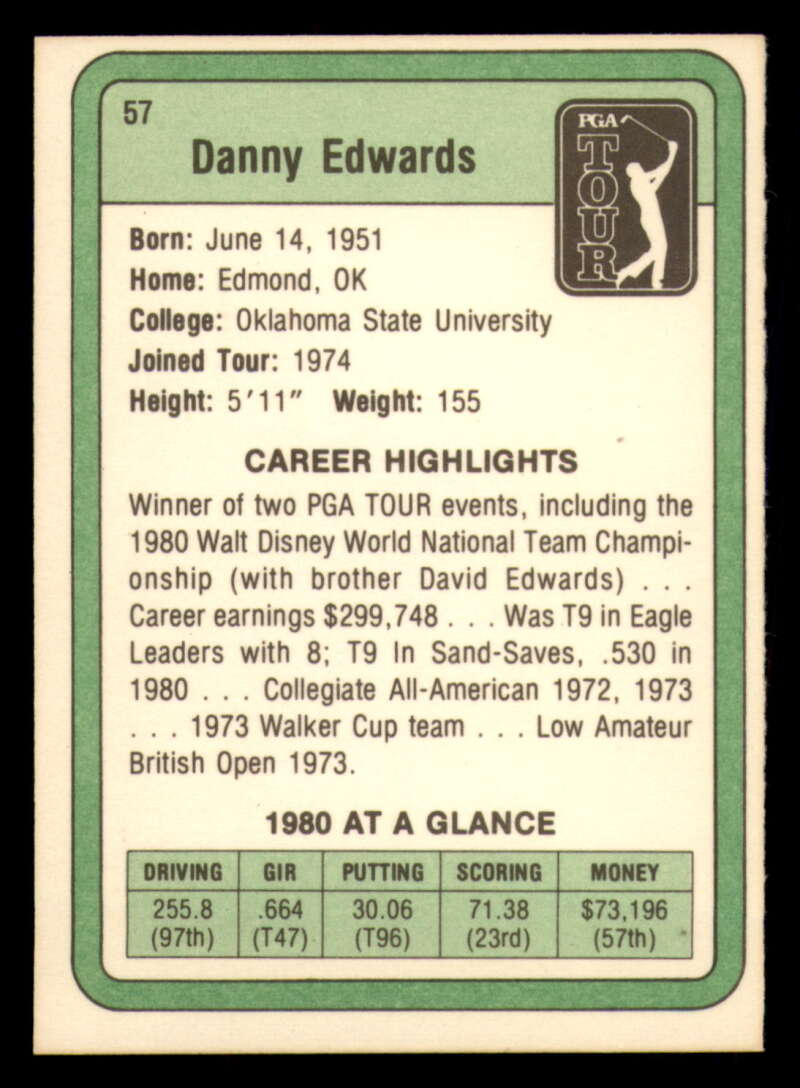 57
Danny Edwards
PGA
TOUR
Born: June 14, 1951
Home: Edmond, OK
College: Oklahoma State University
Joined Tour: 1974
Height: 5'11" Weight: 155
CAREER HIGHLIGHTS
Winner of two PGA TOUR events, including the
1980 Walt Disney World National Team Champi-
onship (with brother David Edwards) . . .
Career earnings $299,748 . . . Was T9 in Eagle
Leaders with 8; T9 In Sand-Saves, .530 in
1980 . . . Collegiate All-American 1972, 1973
. . . 1973 Walker Cup team . . . Low Amateur
British Open 1973.
1980 AT A GLANCE
DRIVING GIR PUTTING SCORING MONEY
255.8 .664 30.06 71.38 $73,196
(97th) (T47) (T96) (23rd) (57th)